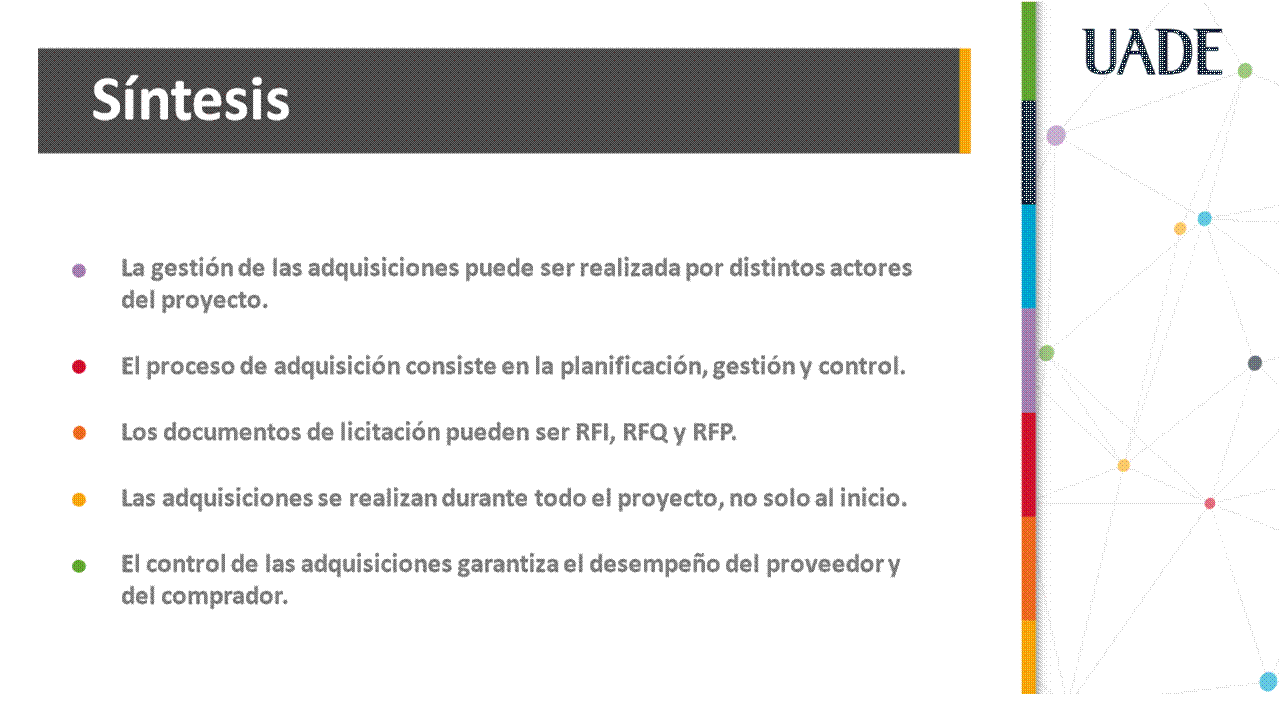 UADE
Síntesis
La gestión de las adquisiciones puede ser realizada por distintos actores
del proyecto.
El proceso de adquisición consiste en la planificación, gestión y control.
Los documentos de licitación pueden ser RFI, RFQ y RFP.
Las adquisiciones se realizan durante todo el proyecto, no solo al inicio.
El control de las adquisiciones garantiza el desempeño del proveedor y
del comprador.